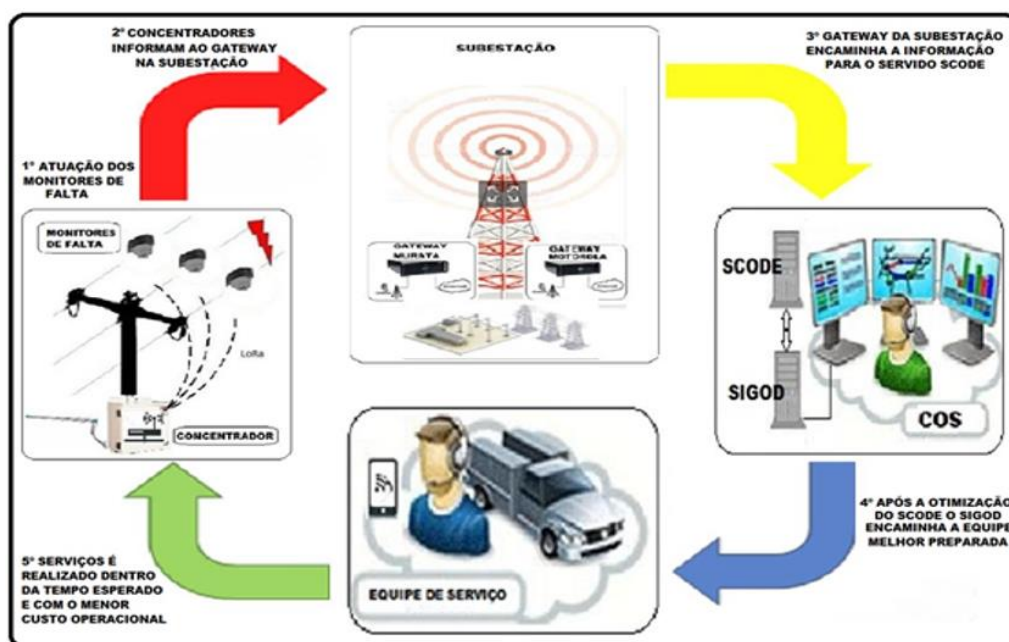 2º CONCENTRADORES
INFORMAM AO GATEWAY
NA SUBESTAÇÃO
SUBESTAÇÃO
3º GATEWAY DA SUBESTAÇÃO
ENCAMINHA A INFORMAÇÃO
PARA O SERVIDO SCODE
1º ATUAÇÃO DOS
MONITORES DE
FALTA
MONITORES
DE FALTA
LoRa
CONCENTRADOR
GATEWAY
MURATA
GATEWAY
MOTOROLA
SCODE
SIGOD
COS
4º APÓS A OTIMIZAÇÃO
DO SCODE O SIGOD
ENCAMINHA A EQUIPE
MELHOR PREPARADA
EQUIPE DE SERVIÇO
5º SERVIÇOS É
REALIZADO DENTRO
DA TEMPO ESPERADO
E COM O MENOR
CUSTO OPERACIONAL